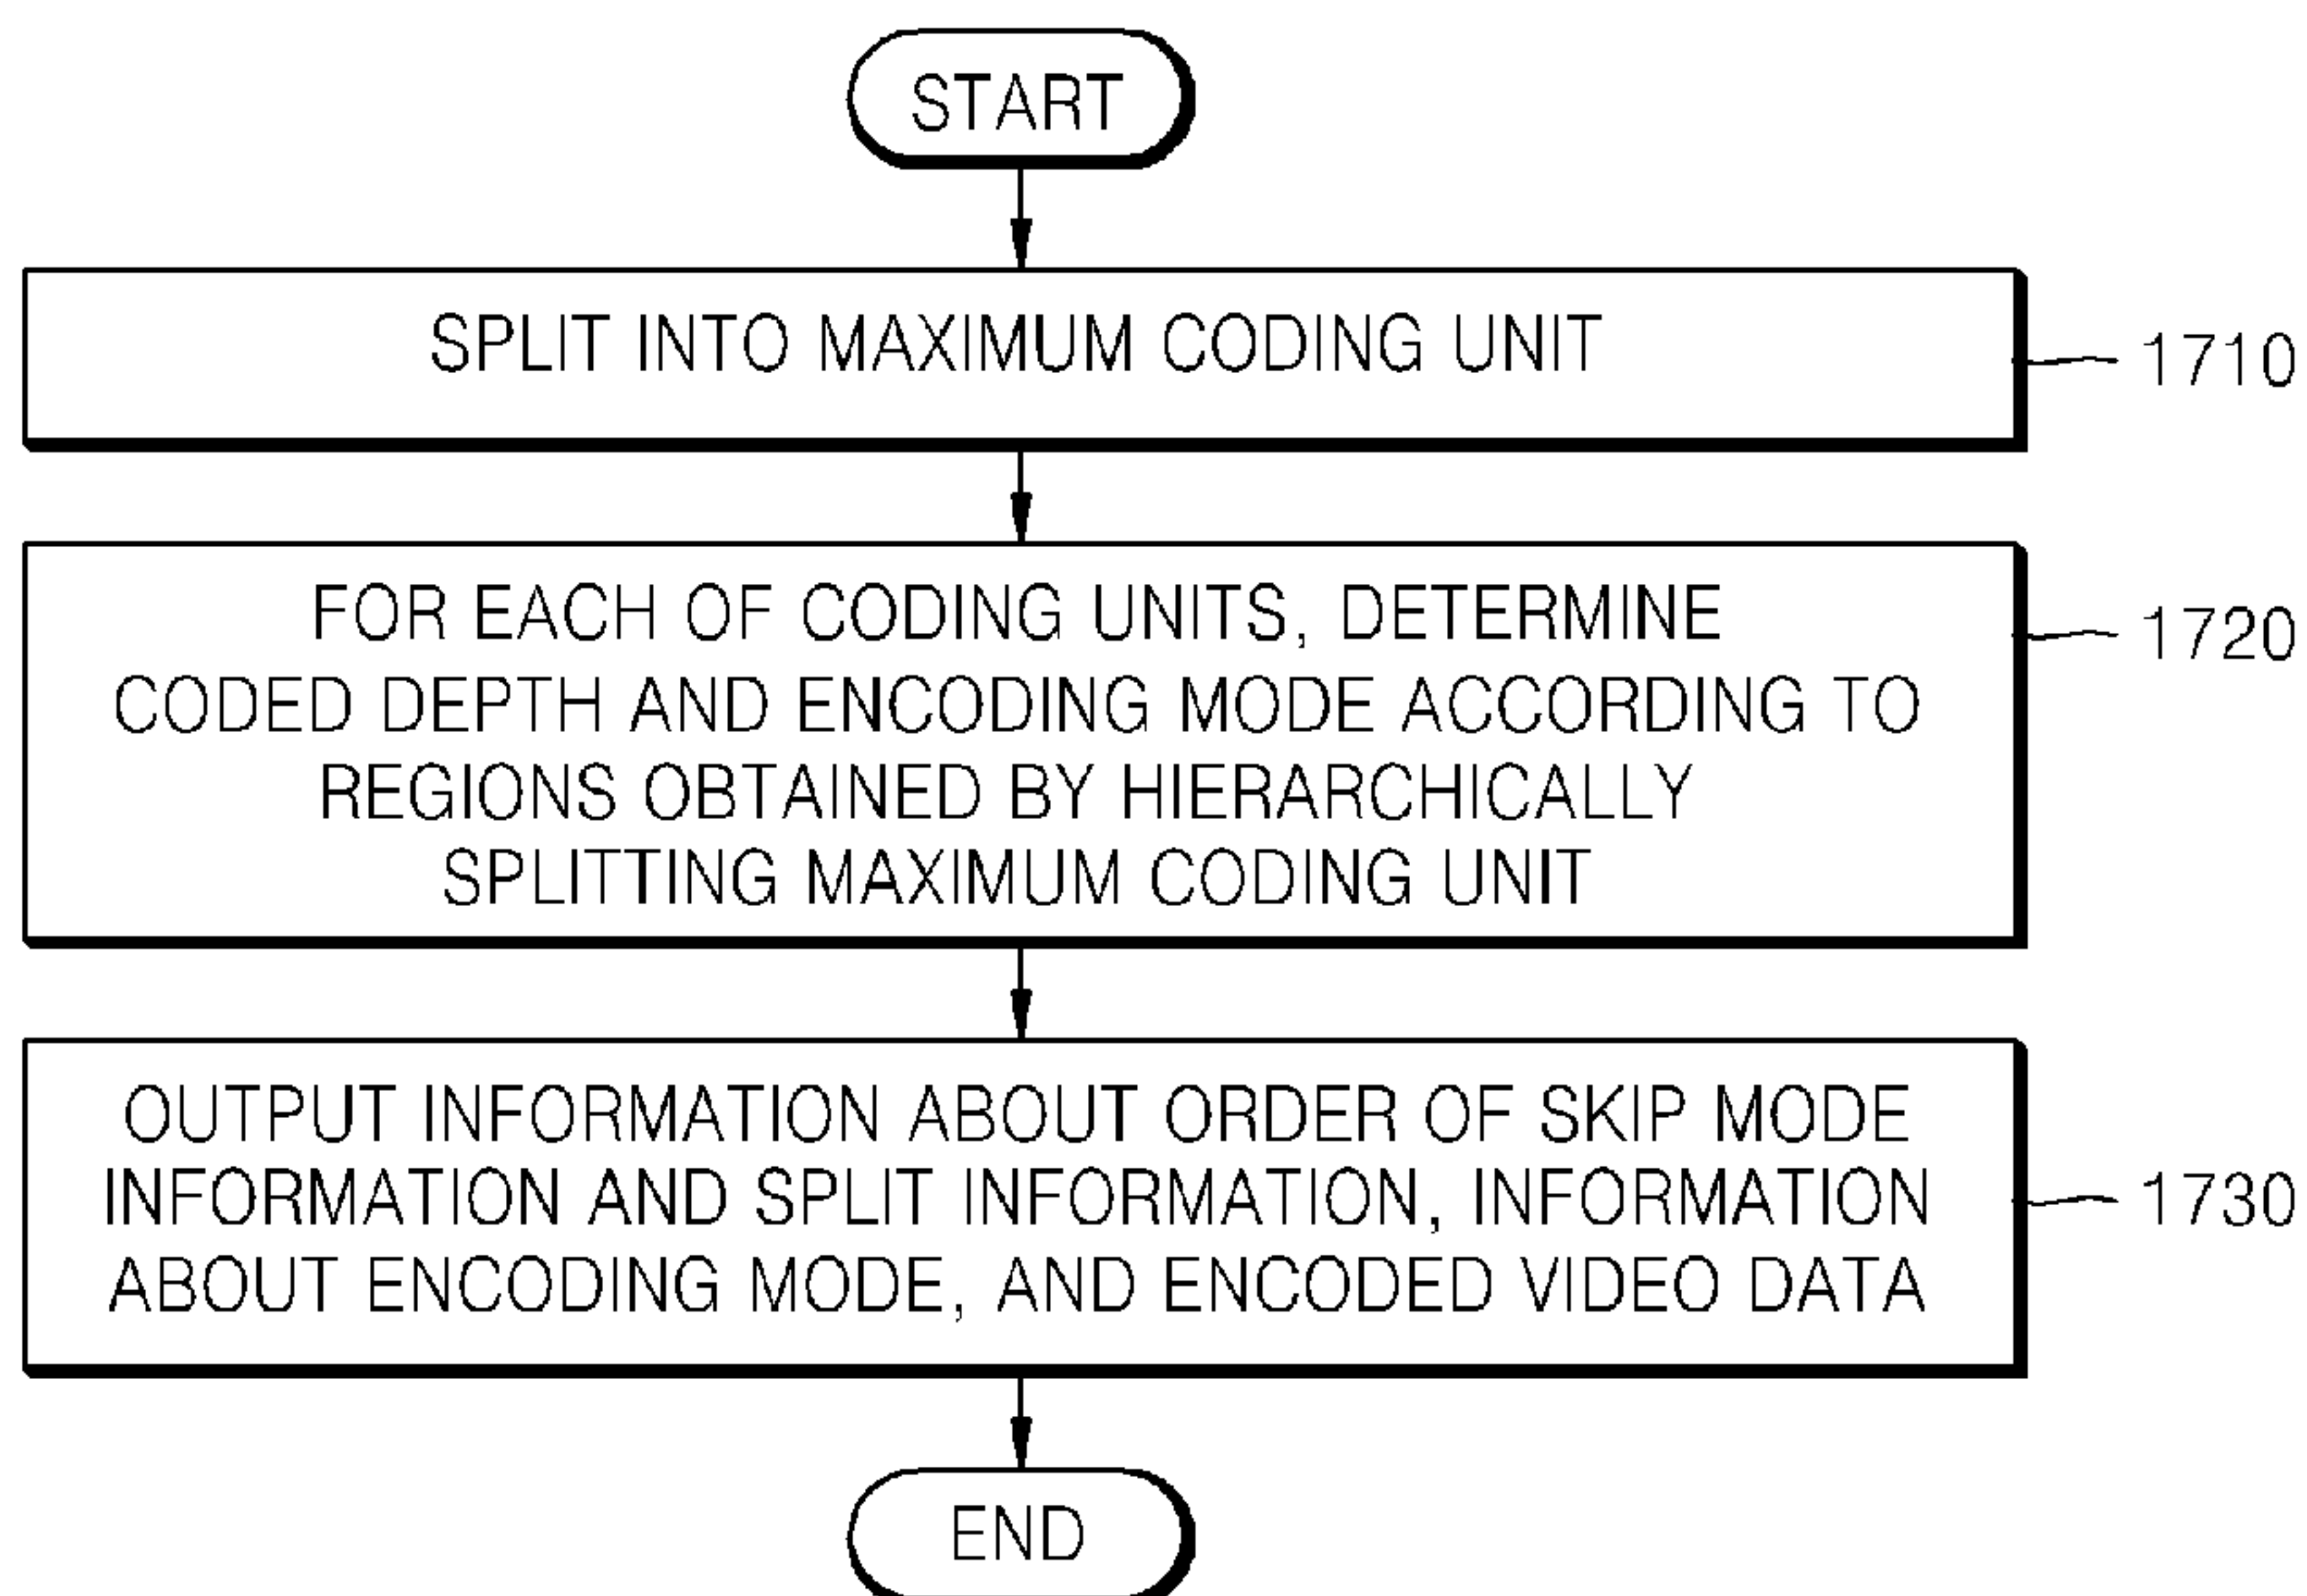 START
SPLIT INTO MAXIMUM CODING UNIT
1710
FOR EACH OF CODING UNITS, DETERMINE
CODED DEPTH AND ENCODING MODE ACCORDING TO
REGIONS OBTAINED BY HIERARCHICALLY
SPLITTING MAXIMUM CODING UNIT
1720
OUTPUT INFORMATION ABOUT ORDER OF SKIP MODE
INFORMATION AND SPLIT INFORMATION, INFORMATION
ABOUT ENCODING MODE, AND ENCODED VIDEO DATA
1730
END